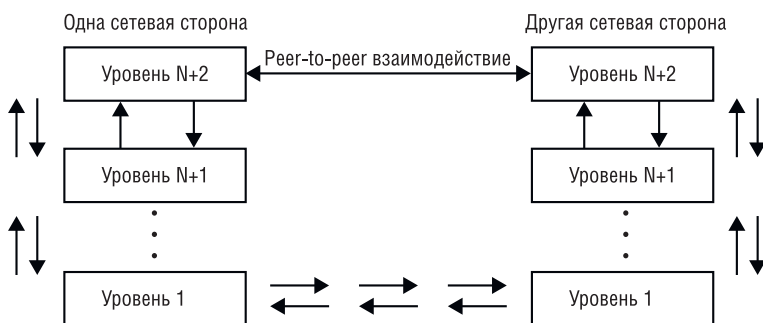 Одна сетевая сторона
Другая сетевая сторона
Уровень N+2
Peer-to-peer взаимодействие
Уровень N+2
Уровень N+1
Уровень N+1
Уровень 1
Уровень 1